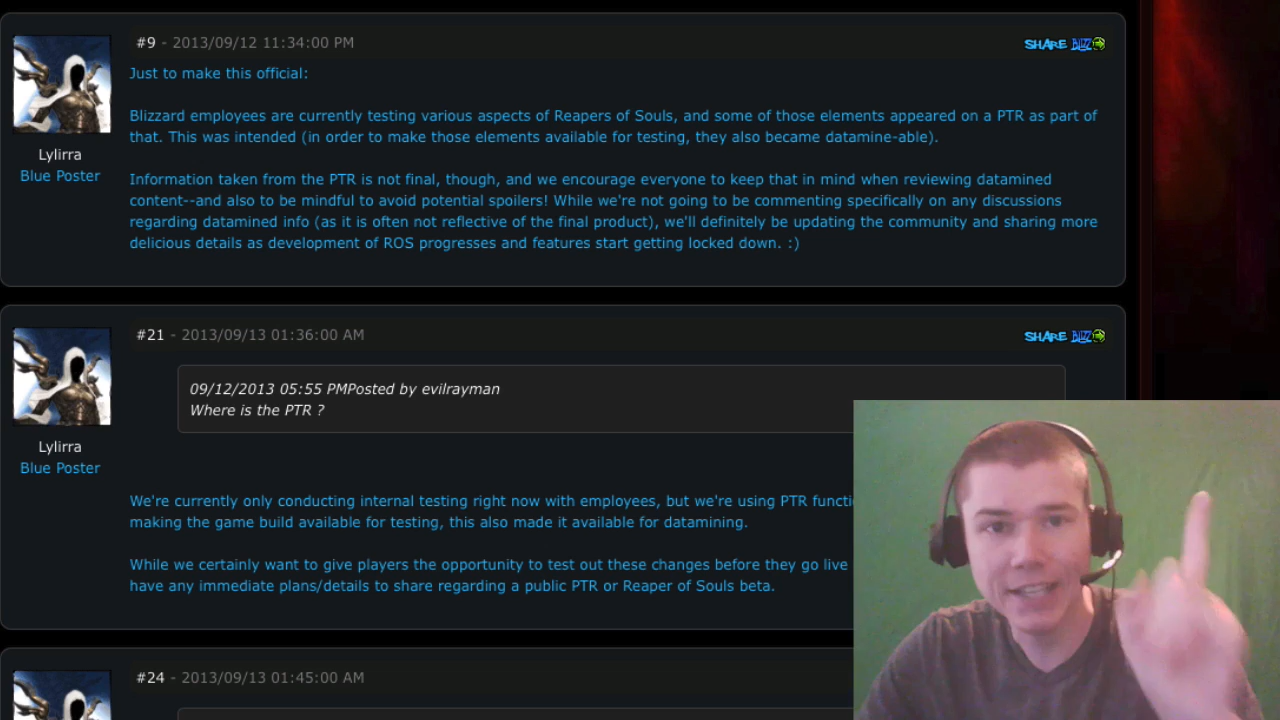 #9 - 2013/09/12 11:34:00 PM
SHARE BLIZZ
Just to make this official:
Blizzard employees are currently testing various aspects of Reapers of Souls, and some of those elements appeared on a PTR as part of
that. This was intended (in order to make those elements available for testing, they also became datamine-able).
Lylirra
Blue Poster
Information taken from the PTR is not final, though, and we encourage everyone to keep that in mind when reviewing datamined
content--and also to be mindful to avoid potential spoilers! While we're not going to be commenting specifically on any discussions
regarding datamined info (as it is often not reflective of the final product), we'll definitely be updating the community and sharing more
delicious details as development of ROS progresses and features start getting locked down. :)
#21 - 2013/09/13 01:36:00 AM
SHARE BLIZZ
09/12/2013 05:55 PMPosted by evilrayman
Where is the PTR ?
Lylirra
Blue Poster
We're currently only conducting internal testing right now with employees, but we're using PTR
making the game build available for testing, this also made it available for datamining.
While we certainly want to give players the opportunity to test out these changes before they go live
have any immediate plans/details to share regarding a public PTR or Reaper of Souls beta.
#24 - 2013/09/13 01:45:00 AM